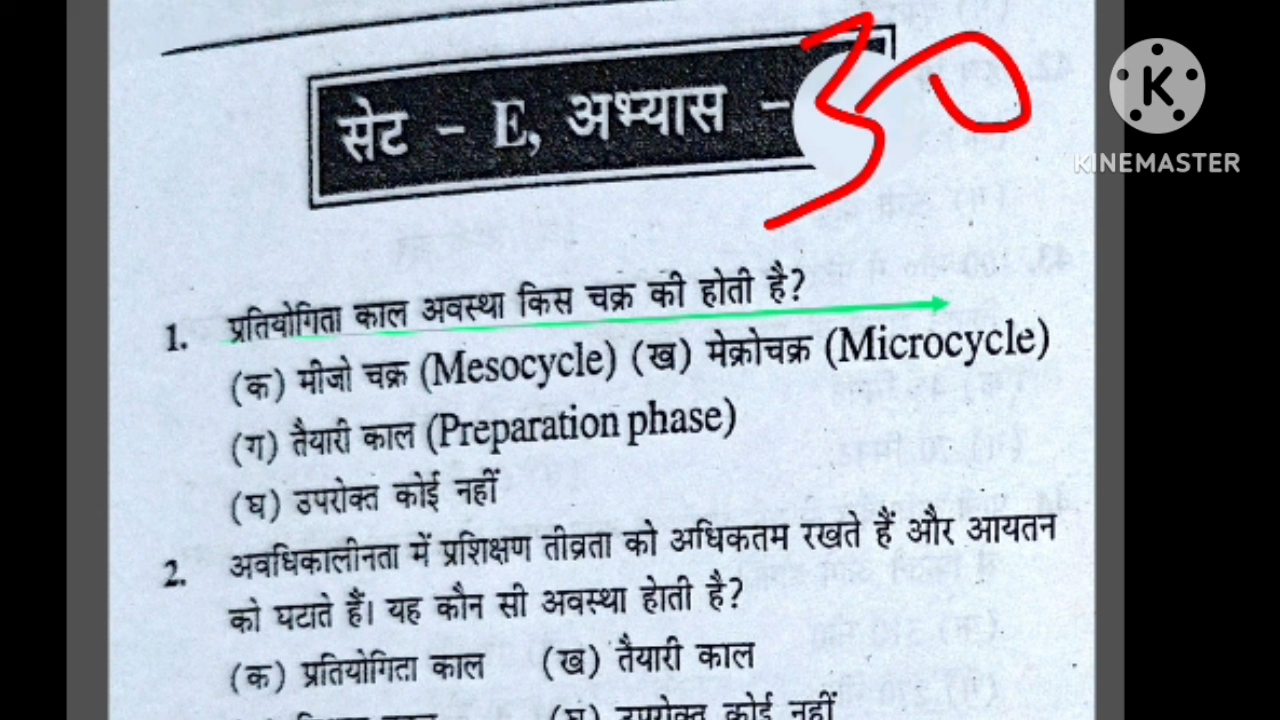 सेट - E, अभ्यास - 30
K
KINEMASTER
1. प्रतियोगिता काल अवस्था किस चक्र की होती है?
(क) मीजो चक्र (Mesocycle) (ख) मेक्रोचक्र (Microcycle)
(ग) तैयारी काल (Preparation phase)
(घ) उपरोक्त कोई नहीं
2. अवधिकालीनता में प्रशिक्षण तीव्रता को अधिकतम रखते हैं और आयतन
को घटाते हैं। यह कौन सी अवस्था होती है?
(क) प्रतियोगिता काल (ख) तैयारी काल
(घ) उपरोक्त कोई नहीं